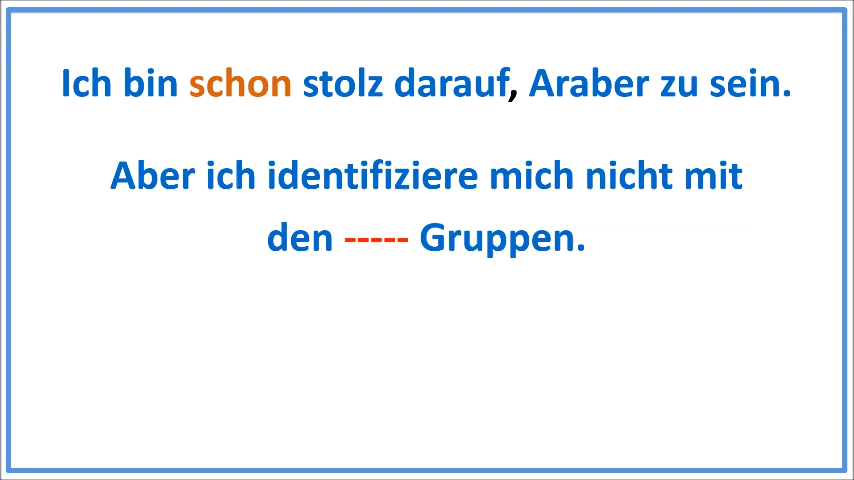 Ich bin schon stolz darauf, Araber zu sein.
Aber ich identifiziere mich nicht mit
den ----- Gruppen.